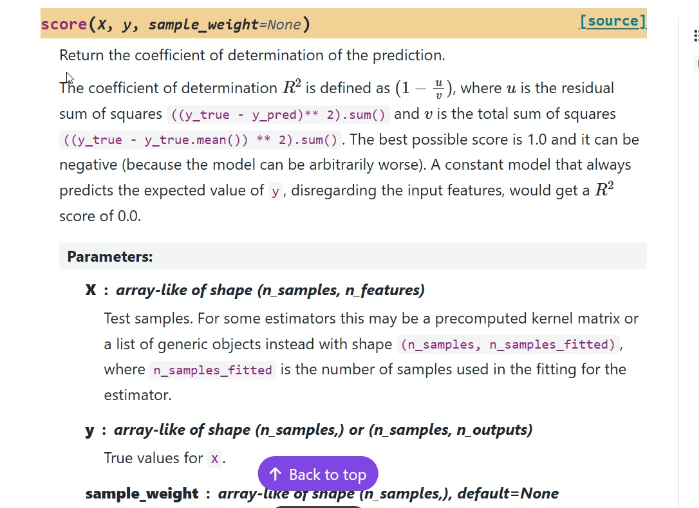 score(X, y, sample_weight=None) [source]
Return the coefficient of determination of the prediction.
The coefficient of determination R² is defined as (1 − u/v), where u is the residual
sum of squares ((y_true - y_pred)** 2).sum() and v is the total sum of squares
((y_true - y_true.mean()) ** 2).sum(). The best possible score is 1.0 and it can be
negative (because the model can be arbitrarily worse). A constant model that always
predicts the expected value of y, disregarding the input features, would get a R²
score of 0.0.
Parameters:
X : array-like of shape (n_samples, n_features)
Test samples. For some estimators this may be a precomputed kernel matrix or
a list of generic objects instead with shape (n_samples, n_samples_fitted),
where n_samples_fitted is the number of samples used in the fitting for the
estimator.
y : array-like of shape (n_samples,) or (n_samples, n_outputs)
True values for X.
↑ Back to top
sample_weight : array-like of shape (n_samples,), default=None